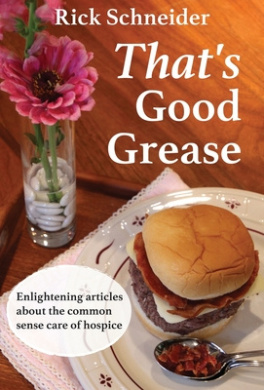 Rick Schneider
That's
Good
Grease
Enlightening articles
about the common
sense care of hospice